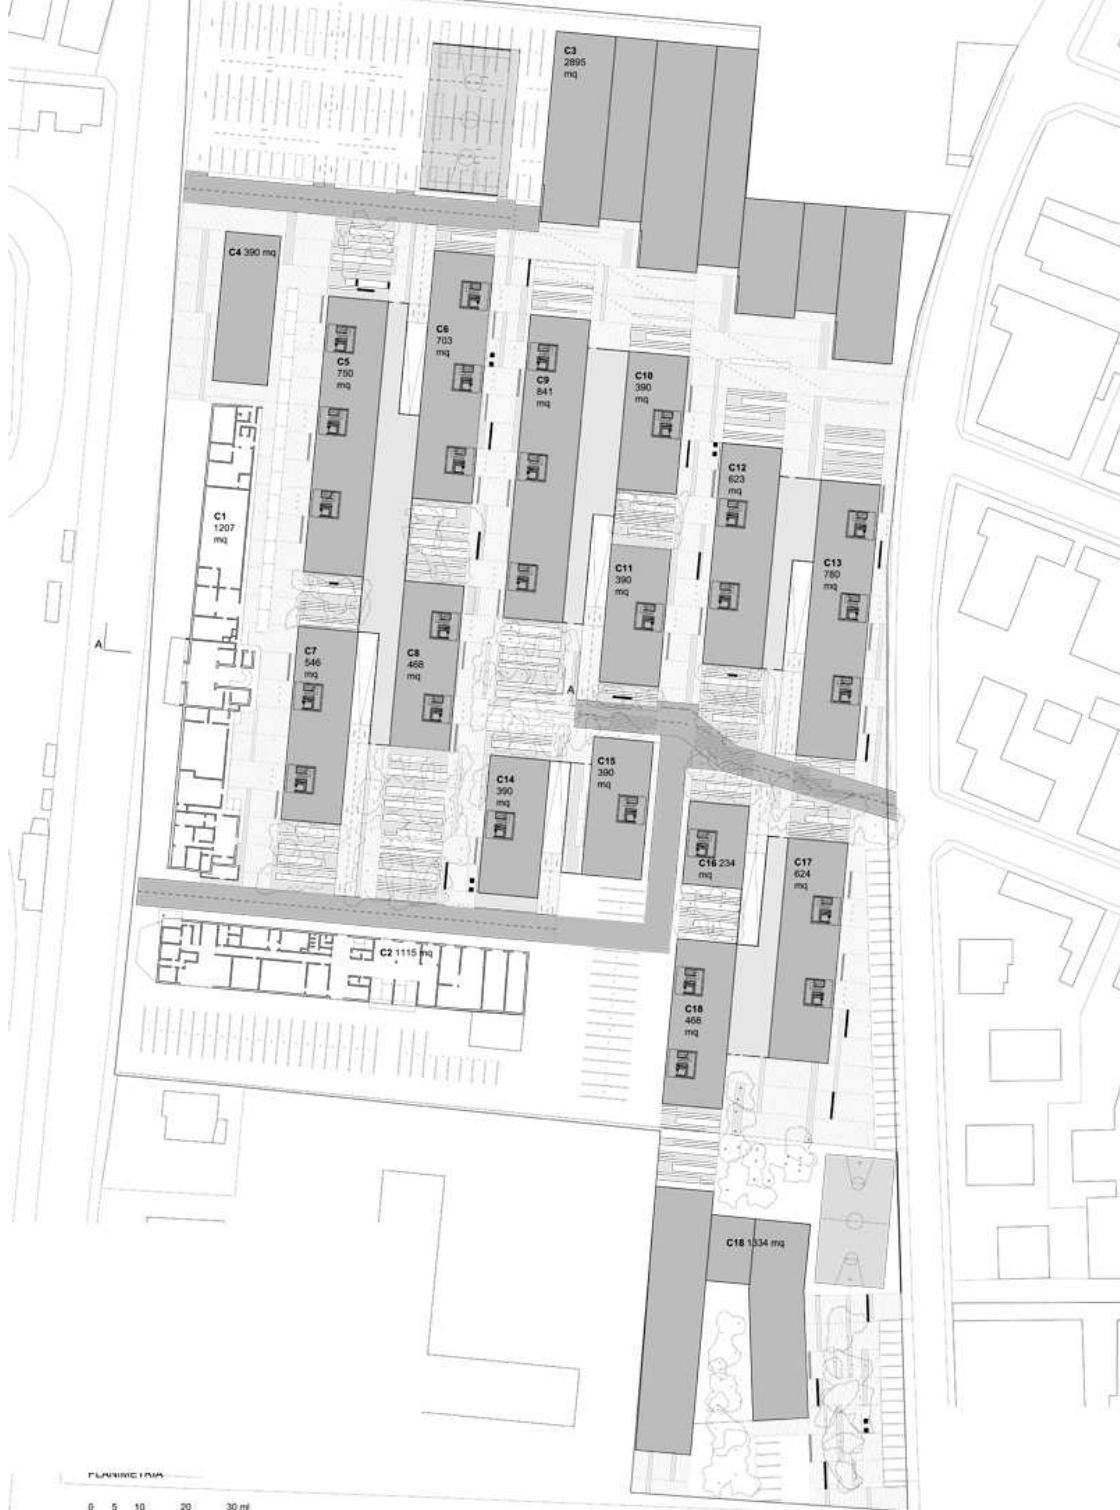 C3
2895
mq
C4 390 mq
C6
703
mq
C5
750
mq
C9
841
mq
C10
390
mq
C12
623
mq
C1
1207
mq
C11
390
mq
C13
780
mq
A
C7
546
mq
C8
468
mq
A
C14
390
mq
C15
390
mq
C16 234
mq
C17
624
mq
C2 1115 mq
C18
468
mq
C18 1334 mq
PLANIMETRIA
0 5 10 20 30 ml